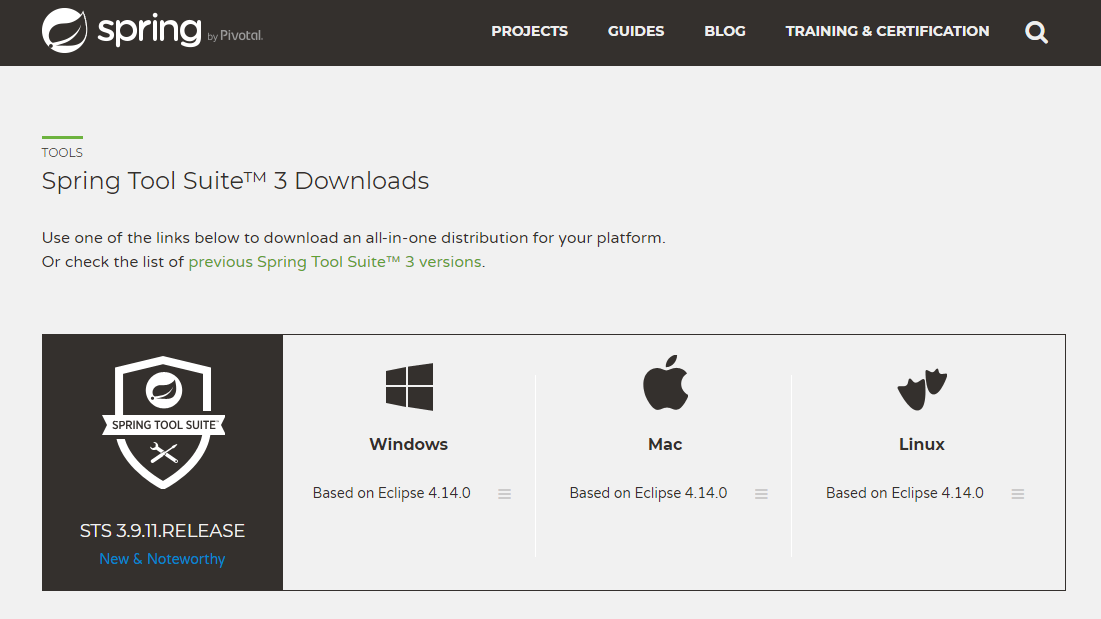 spring by Pivotal.
PROJECTS GUIDES BLOG TRAINING & CERTIFICATION
TOOLS
Spring Tool Suite™ 3 Downloads
Use one of the links below to download an all-in-one distribution for your platform.
Or check the list of previous Spring Tool Suite™ 3 versions.
SPRING TOOL SUITE™
STS 3.9.11.RELEASE
New & Noteworthy
Windows
Based on Eclipse 4.14.0
Mac
Based on Eclipse 4.14.0
Linux
Based on Eclipse 4.14.0